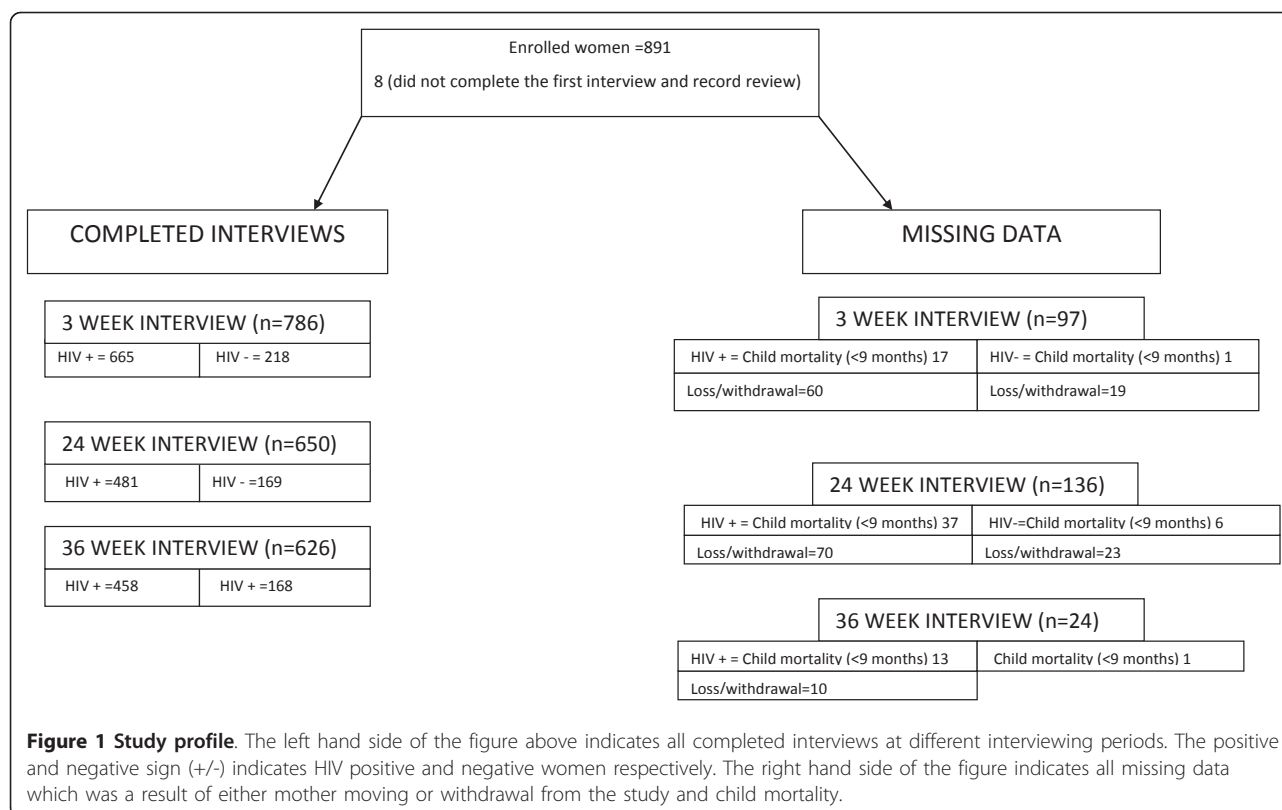 Enrolled women =891
8 (did not complete the first interview and record review)
COMPLETED INTERVIEWS
3 WEEK INTERVIEW (n=786)
HIV + = 665 HIV - = 218
24 WEEK INTERVIEW (n=650)
HIV + =481 HIV - =169
36 WEEK INTERVIEW (n=626)
HIV + =458 HIV + =168
MISSING DATA
3 WEEK INTERVIEW (n=97)
HIV + = Child mortality (<9 months) 17 HIV- = Child mortality (<9 months) 1
Loss/withdrawal=60 Loss/withdrawal=19
24 WEEK INTERVIEW (n=136)
HIV + = Child mortality (<9 months) 37 HIV-=Child mortality (<9 months) 6
Loss/withdrawal=70 Loss/withdrawal=23
36 WEEK INTERVIEW (n=24)
HIV + = Child mortality (<9 months) 13 Child mortality (<9 months) 1
Loss/withdrawal=10
Figure 1 Study profile. The left hand side of the figure above indicates all completed interviews at different interviewing periods. The positive
and negative sign (+/-) indicates HIV positive and negative women respectively. The right hand side of the figure indicates all missing data
which was a result of either mother moving or withdrawal from the study and child mortality.